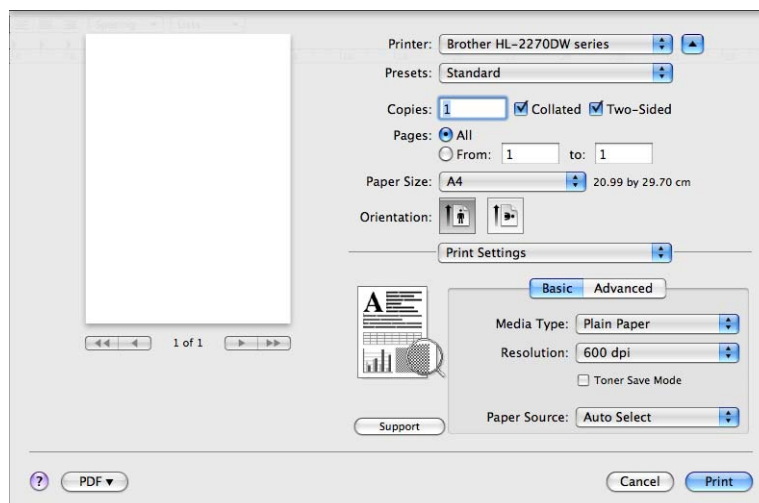 Spacing Lists
Printer: Brother HL-2270DW series
Presets: Standard
Copies: 1 Collated Two-Sided
Pages: All
From: 1 to: 1
Paper Size: A4 20.99 by 29.70 cm
Orientation:
Print Settings
Basic Advanced
Media Type: Plain Paper
Resolution: 600 dpi
Toner Save Mode
Paper Source: Auto Select
A
1 of 1
Support
? PDF
Cancel Print